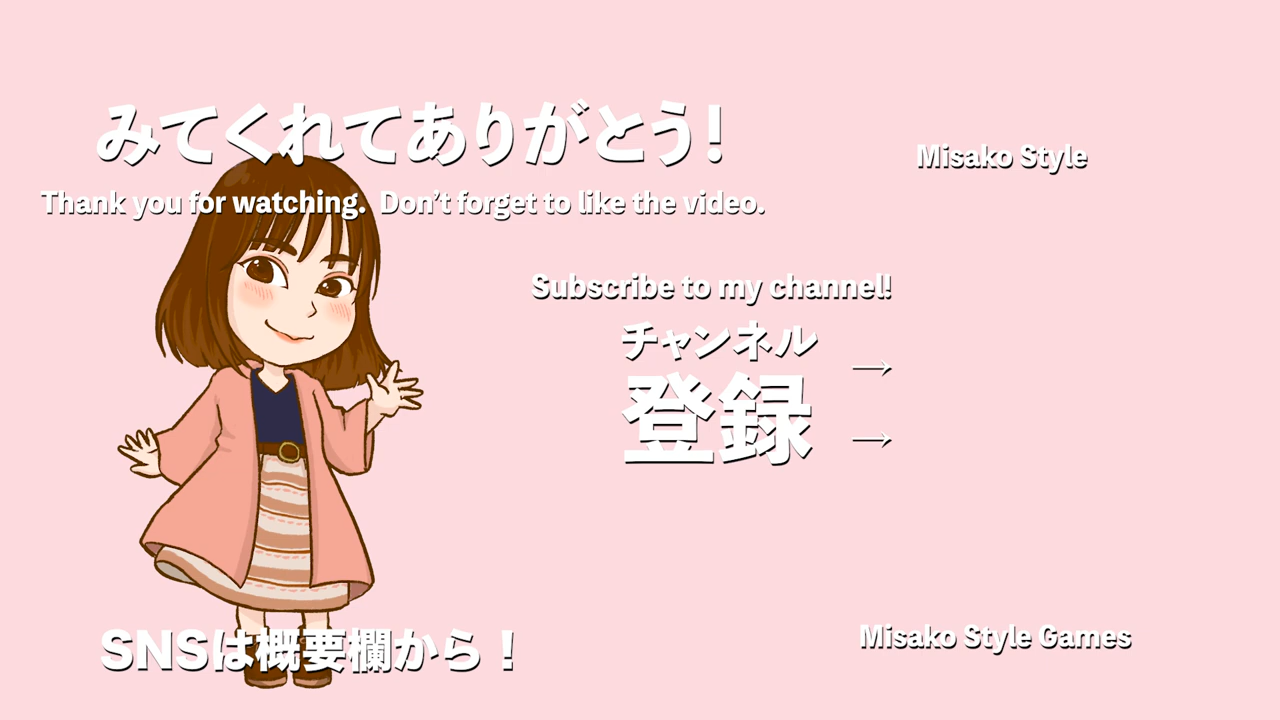 みてくれてありがとう!
Thank you for watching. Don't forget to like the video.
Misako Style
Subscribe to my channel!
チャンネル
登録
→
→
SNSは概要欄から！
Misako Style Games